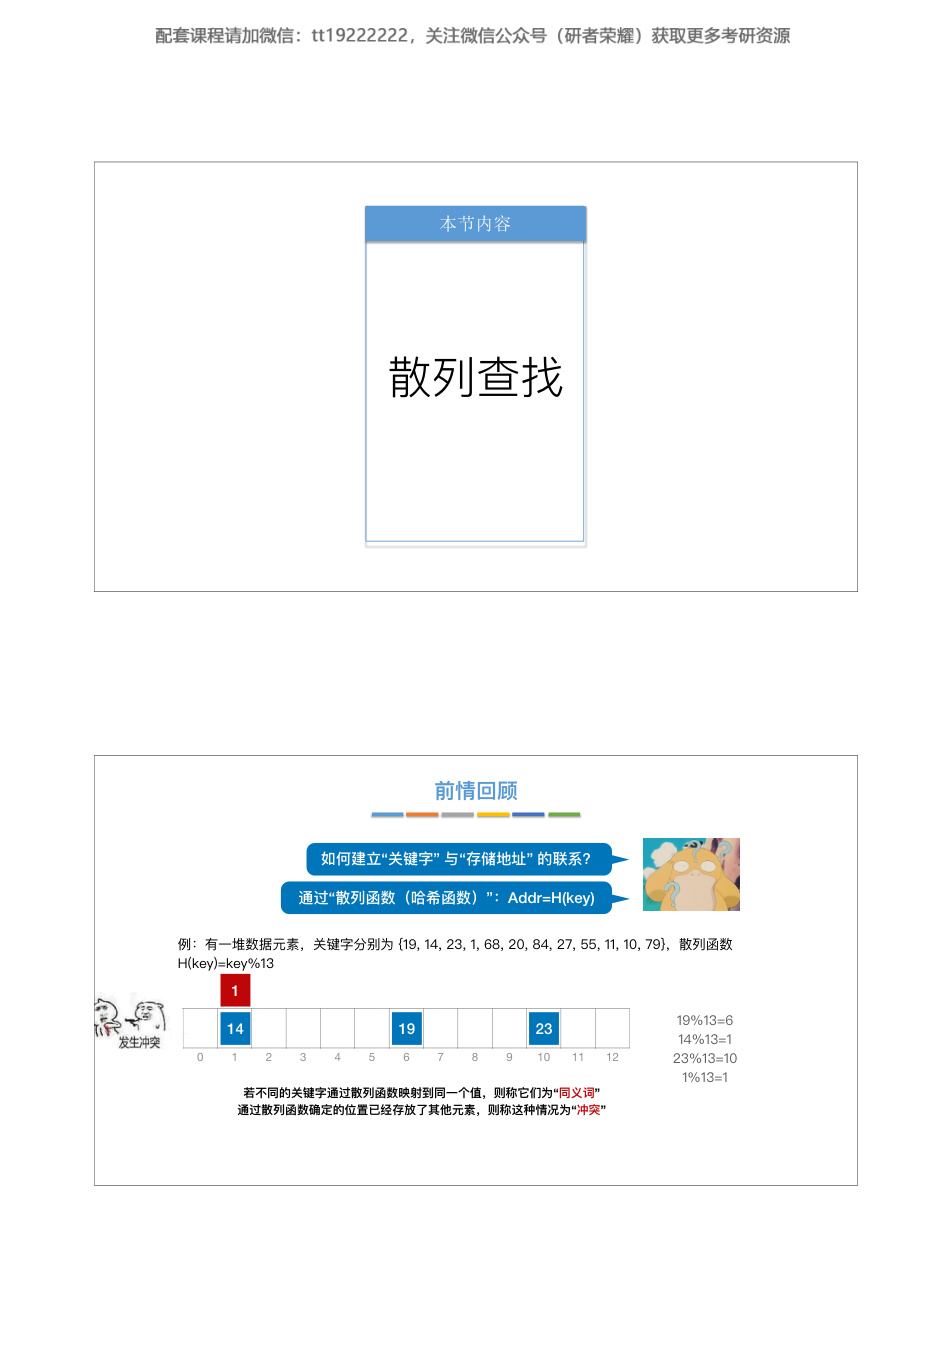 配套课程请加微信：tt19222222，关注微信公众号（研者荣耀）获取更多考研资源
本节内容
散列查找
前情回顾
如何建立“关键字” 与“存储地址” 的联系？
通过“散列函数（哈希函数）”：Addr=H(key)
例：有一堆数据元素，关键字分别为 {19, 14, 23, 1, 68, 20, 84, 27, 55, 11, 10, 79}，散列函数
H(key)=key%13
1
14 19 23
发生冲突
0 1 2 3 4 5 6 7 8 9 10 11 12
19%13=6
14%13=1
23%13=10
1%13=1
若不同的关键字通过散列函数映射到同一个值，则称它们为“同义词”
通过散列函数确定的位置已经存放了其他元素，则称这种情况为“冲突”